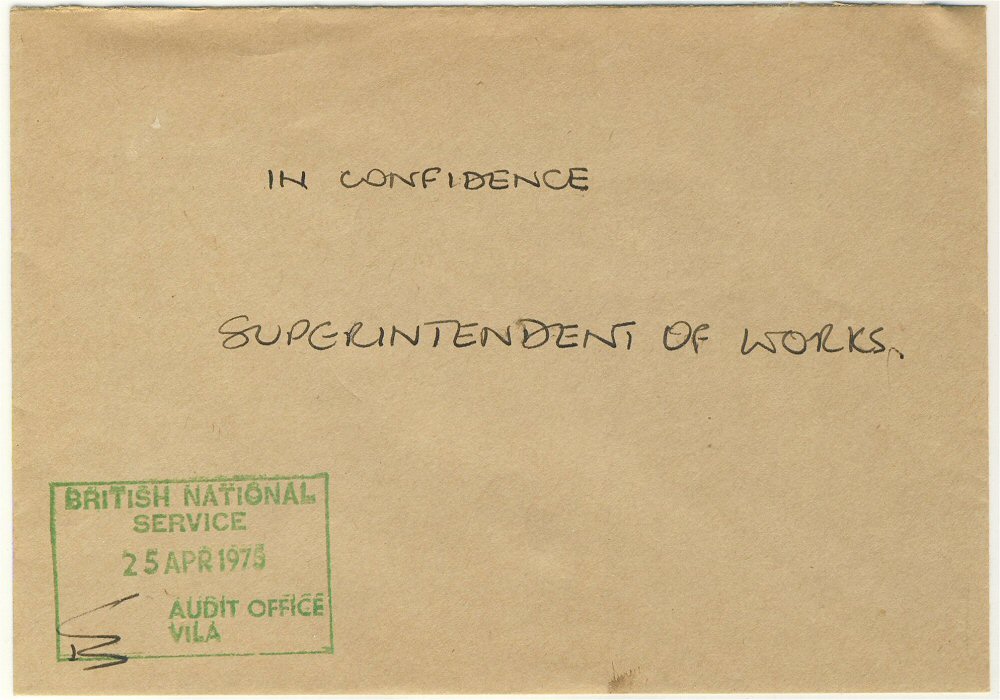 IN CONFIDENCE
SUPERINTENDENT OF WORKS.
BRITISH NATIONAL
SERVICE
25 APR 1975
AUDIT OFFICE
VILA